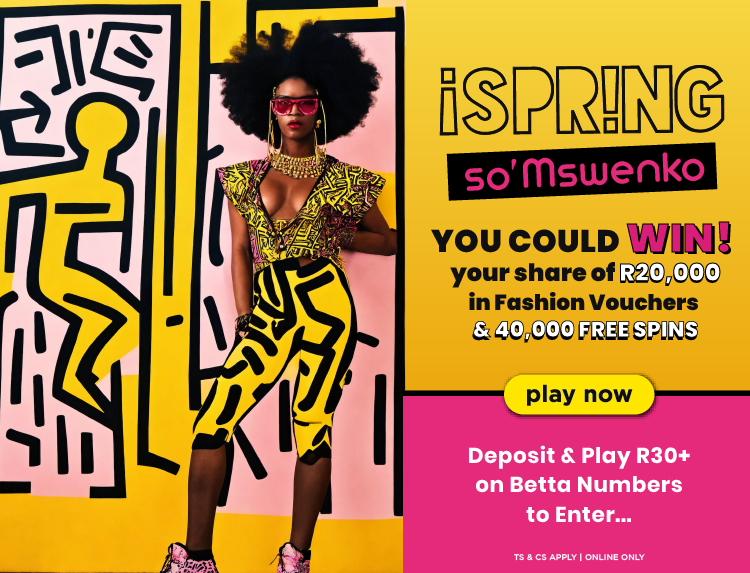 iSPR!NG
so'Mswenko
YOU COULD WIN!
your share of R20,000
in Fashion Vouchers
& 40,000 FREE SPINS
play now
Deposit & Play R30+
on Betta Numbers
to Enter...
TS & CS APPLY | ONLINE ONLY